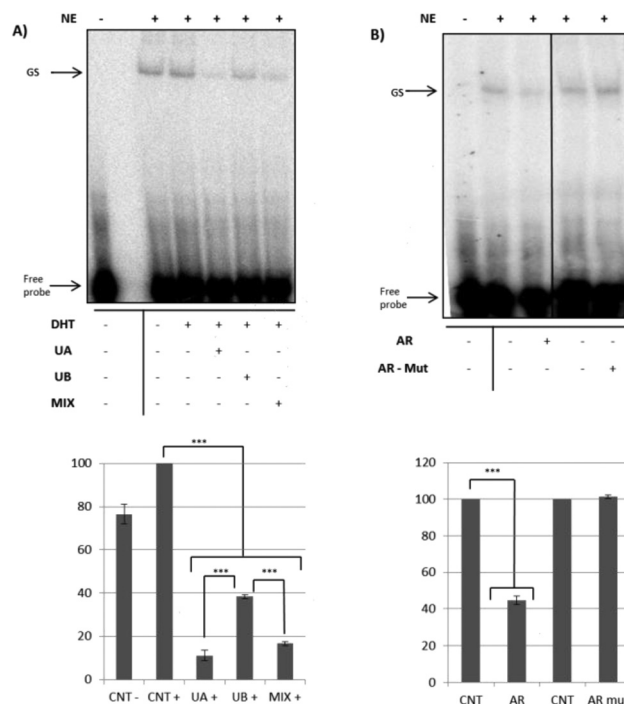 A)
NE - + + + + +
GS
Free probe
DHT - - + + + +
UA - - - + - -
UB - - - - + -
MIX - - - - - +
100
80
60
40
20
0
*** *** ***
CNT - CNT + UA + UB + MIX +
B)
NE - + + + +
GS
Free probe
AR - - + - -
AR - Mut - - - - +
120
100
80
60
40
20
0
***
CNT AR CNT AR mut